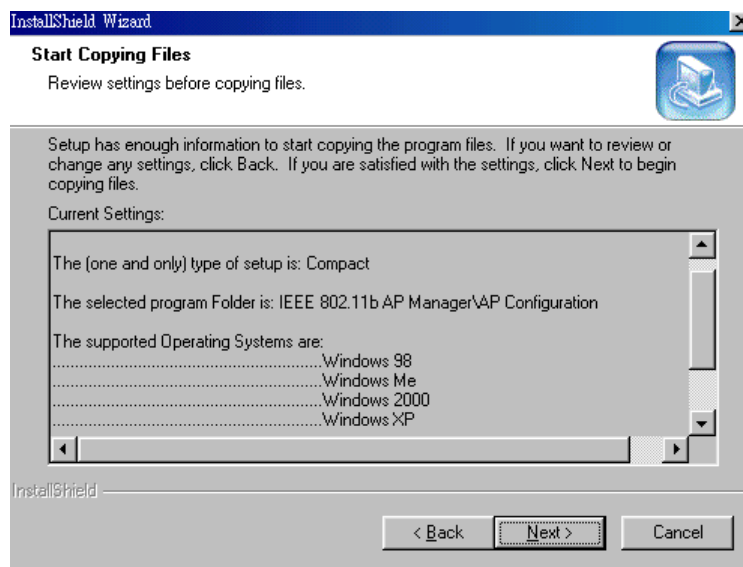 InstallShield Wizard
Start Copying Files
Review settings before copying files.
Setup has enough information to start copying the program files. If you want to review or
change any settings, click Back. If you are satisfied with the settings, click Next to begin
copying files.
Current Settings:
The (one and only) type of setup is: Compact
The selected program Folder is: IEEE 802.11b AP Manager\AP Configuration
The supported Operating Systems are:
............................................................Windows 98
............................................................Windows Me
............................................................Windows 2000
............................................................Windows XP
InstallShield
< Back
Next >
Cancel